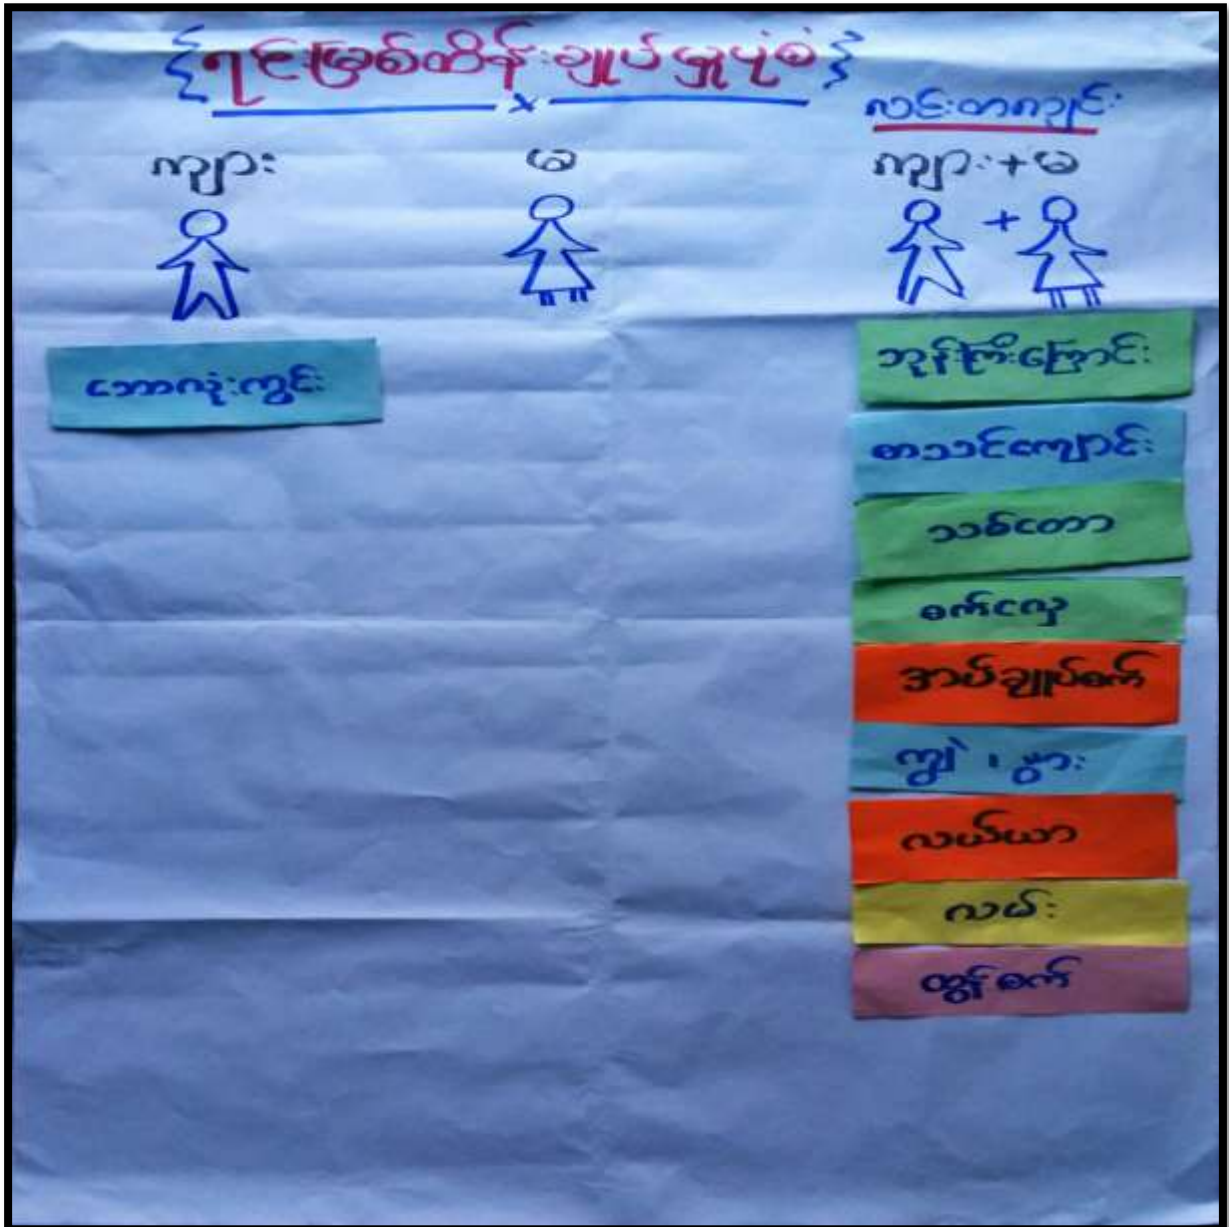 {ရင်းမြစ်ထိန်းချုပ်မှုပုံစံ}
x
လင်းတကျင်း
ကျား မ ကျား+မ
+
ဘောလုံးကွင်း
ဘုန်းကြီးကြောင်း
စာသင်ကျောင်း
သစ်တော
စက်လှေ
အပ်ချုပ်စက်
ကျွဲ၊နွား
လယ်ယာ
လမ်း
ထွန်စက်